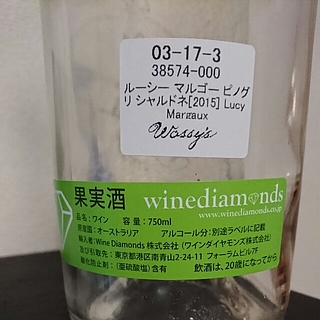 03-17-3
38574-000
ルーシー マルゴー ピノグ
リ シャルドネ[2015] Lucy
Margaux
Wassy's
果実酒 winediamonds
www.winediamonds.co.jp
品名：ワイン 容量：750ml
原産国：オーストラリア アルコール分：別途ラベルに記載
輸入者：Wine Diamonds 株式会社（ワインダイヤモンズ株式会社）
及び引取先：東京都港区南青山2-24-11 フォーラムビル7F
酸化防止剤：（亜硫酸塩）含有 飲酒は、20歳になってから